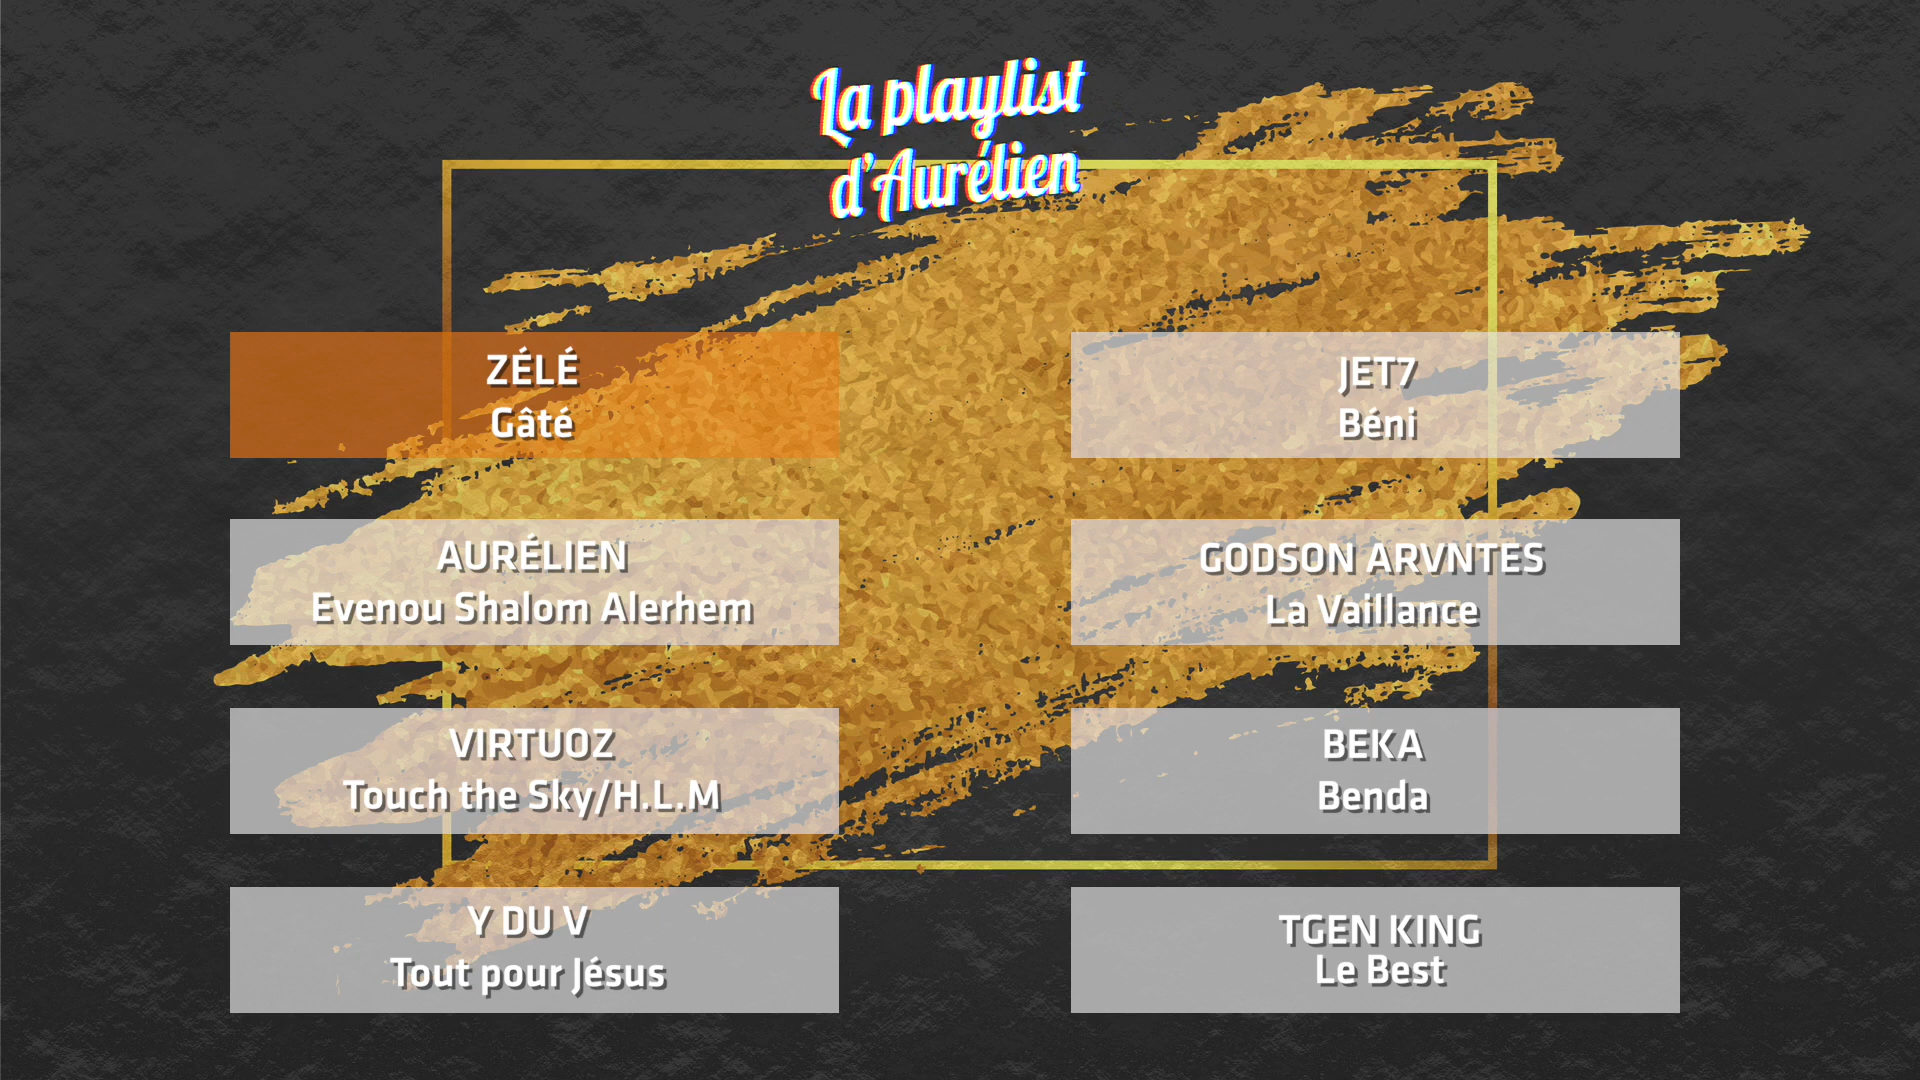 La playlist
d'Aurélien
ZÉLÉ
Gâté
JET7
Béni
AURÉLIEN
Evenou Shalom Alerhem
GODSON ARVNTES
La Vaillance
VIRTUOZ
Touch the Sky/H.L.M
BEKA
Benda
Y DU V
Tout pour Jésus
TGEN KING
Le Best